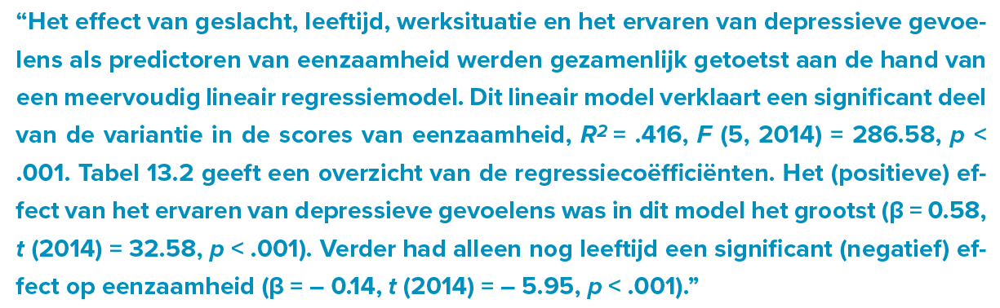 “Het effect van geslacht, leeftijd, werksituatie en het ervaren van depressieve gevoe-
lens als predictoren van eenzaamheid werden gezamenlijk getoetst aan de hand van
een meervoudig lineair regressiemodel. Dit lineair model verklaart een significant deel
van de variantie in de scores van eenzaamheid, R² = .416, F (5, 2014) = 286.58, p <
.001. Tabel 13.2 geeft een overzicht van de regressiecoëfficiënten. Het (positieve) ef-
fect van het ervaren van depressieve gevoelens was in dit model het grootst (β = 0.58,
t (2014) = 32.58, p < .001). Verder had alleen nog leeftijd een significant (negatief) ef-
fect op eenzaamheid (β = – 0.14, t (2014) = – 5.95, p < .001).”